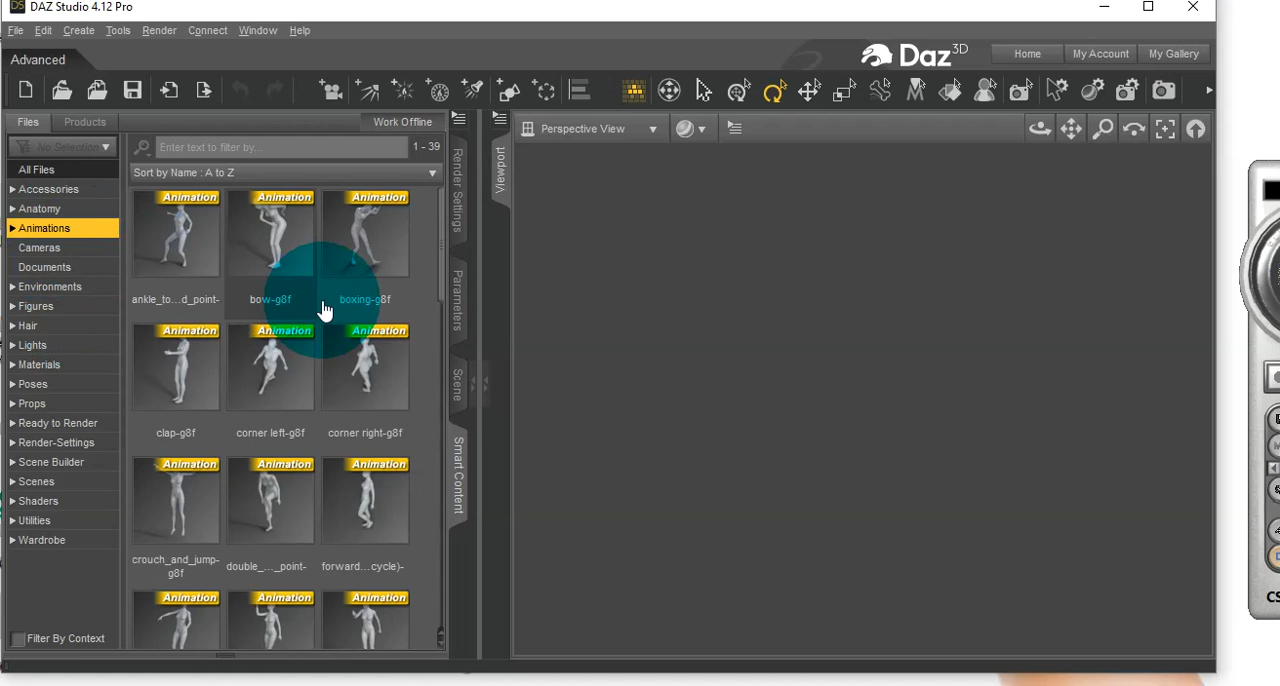 DS DAZ Studio 4.12 Pro
File Edit Create Tools Render Connect Window Help
Advanced
Daz 3D
Home My Account My Gallery
Files Products Work Offline
No Selection
Enter text to filter by...
1 - 39
All Files
Sort by Name : A to Z
Accessories
Anatomy
Animations
Cameras
Documents
Environments
Figures
Hair
Lights
Materials
Poses
Props
Ready to Render
Render-Settings
Scene Builder
Scenes
Shaders
Utilities
Wardrobe
Filter By Context
Animation Animation Animation
ankle_to...d_point- bow-g8f boxing-g8f
Animation Animation Animation
clap-g8f corner left-g8f corner right-g8f
Animation Animation Animation
crouch_and_jump-
g8f
double_..._point- forward...cycle)-
Animation Animation Animation
Render Settings
Parameters
Scene
Smart Content
Viewport
Perspective View